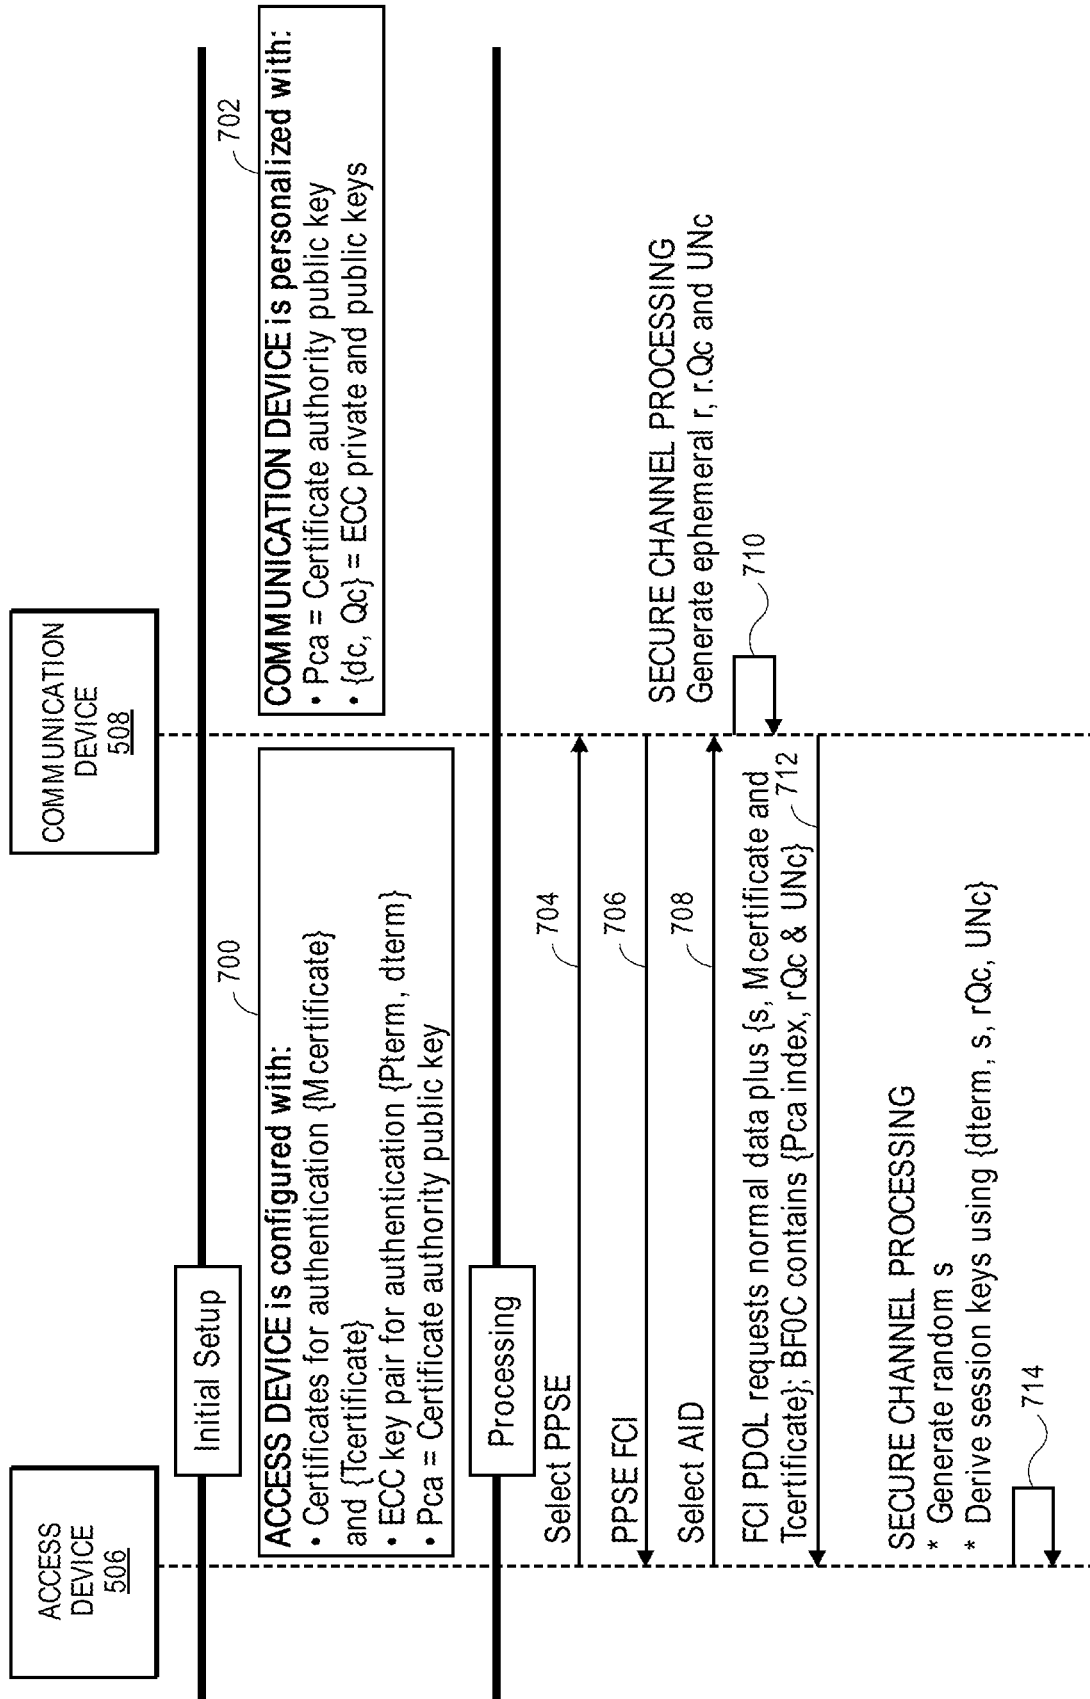 ACCESS
DEVICE
506
COMMUNICATION
DEVICE
508
Initial Setup
700
702
ACCESS DEVICE is configured with:
• Certificates for authentication {Mcertificate}
and {Tcertificate}
• ECC key pair for authentication {Pterm, dterm}
• Pca = Certificate authority public key
COMMUNICATION DEVICE is personalized with:
• Pca = Certificate authority public key
• {dc, Qc} = ECC private and public keys
Processing
Select PPSE
704
PPSE FCI
706
Select AID
708
SECURE CHANNEL PROCESSING
Generate ephemeral r, r.Qc and UNc
710
FCI PDOL requests normal data plus {s, Mcertificate and
Tcertificate}; BF0C contains {Pca index, rQc & UNc}
712
SECURE CHANNEL PROCESSING
* Generate random s
* Derive session keys using {dterm, s, rQc, UNc}
714